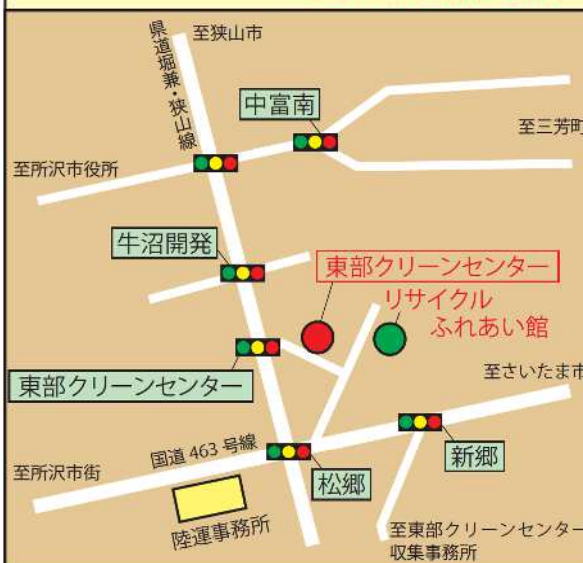 至狭山市
県道堀兼・狭山線
中富南
至三芳町
至所沢市役所
牛沼開発
東部クリーンセンター
リサイクル
ふれあい館
東部クリーンセンター
至さいたま市
国道463号線
新郷
至所沢市街
松郷
陸運事務所
至東部クリーンセンター
収集事務所